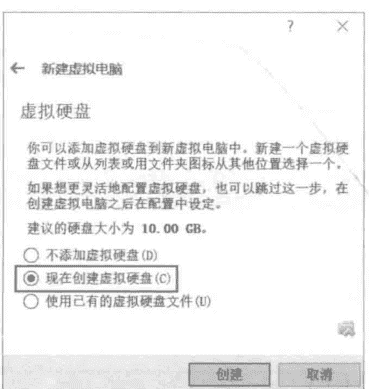 ? ×
← 新建虚拟电脑
虚拟硬盘
你可以添加虚拟硬盘到新虚拟电脑中。新建一个虚拟硬
盘文件或从列表或用文件夹图标从其他位置选择一个。
如果想更灵活地配置虚拟硬盘，也可以跳过这一步，在
创建虚拟电脑之后在配置中设定。
建议的硬盘大小为 10.00 GB。
不添加虚拟硬盘(D)
现在创建虚拟硬盘(C)
使用已有的虚拟硬盘文件(U)
创建 取消